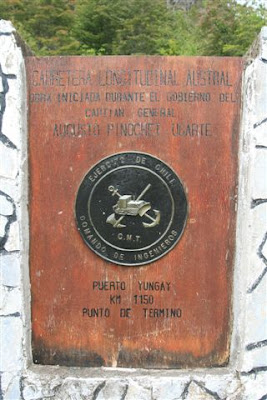 CARRETERA LONGITUDINAL AUSTRAL
OBRA INICIADA DURANTE EL GOBIERNO DEL
CAPITAN GENERAL
AUGUSTO PINOCHET UGARTE
EJERCITO DE CHILE
C.M.T.
COMANDO DE INGENIEROS
PUERTO YUNGAY
KM 1150
PUNTO DE TERMINO